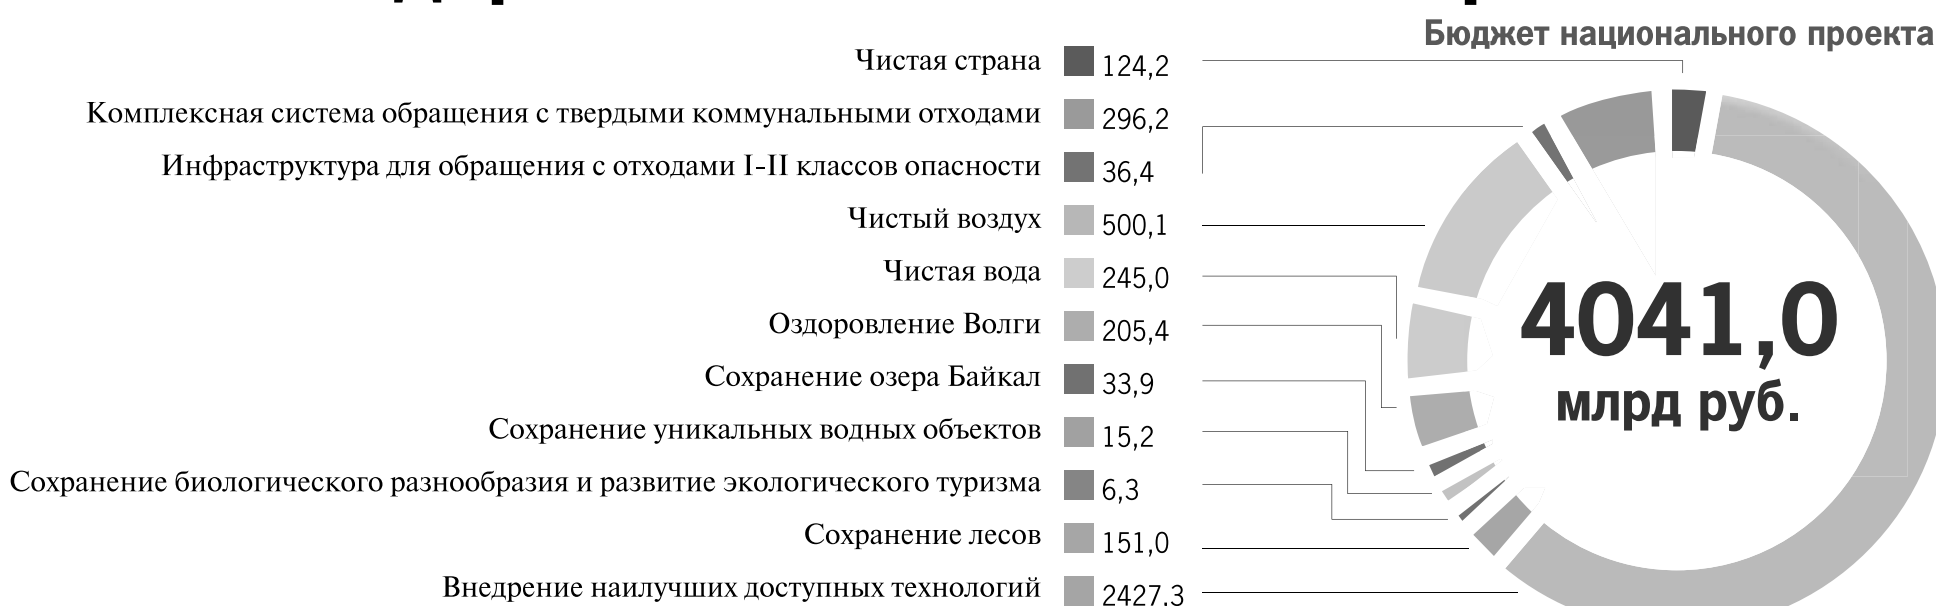 Бюджет национального проекта
Чистая страна 124,2
Комплексная система обращения с твердыми коммунальными отходами 296,2
Инфраструктура для обращения с отходами I-II классов опасности 36,4
Чистый воздух 500,1
Чистая вода 245,0
Оздоровление Волги 205,4
Сохранение озера Байкал 33,9
Сохранение уникальных водных объектов 15,2
Сохранение биологического разнообразия и развитие экологического туризма 6,3
Сохранение лесов 151,0
Внедрение наилучших доступных технологий 2427,3
4041,0
млрд руб.